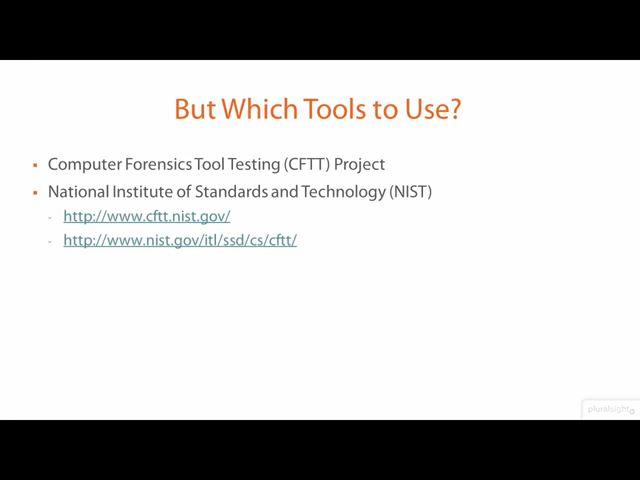 But Which Tools to Use?
▪ Computer Forensics Tool Testing (CFTT) Project
▪ National Institute of Standards and Technology (NIST)
- http://www.cftt.nist.gov/
- http://www.nist.gov/itl/ssd/cs/cftt/
pluralsight